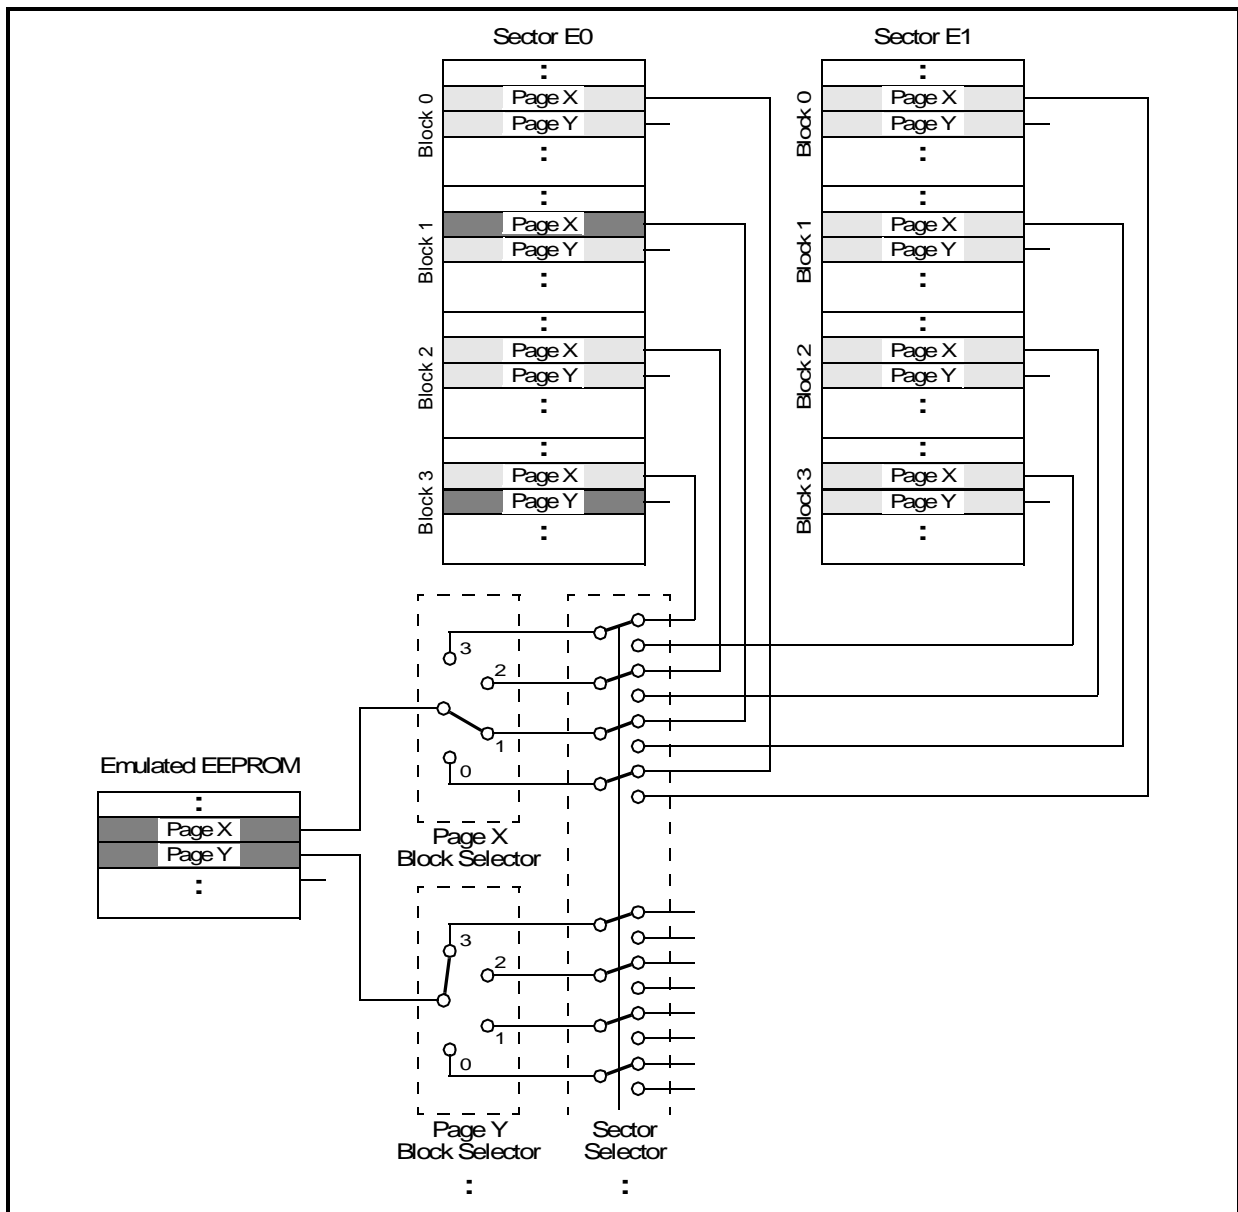 Sector E0
Sector E1
:
:
Block 0
Page X
Block 0
Page X
Page Y
Page Y
:
:
:
:
Block 1
Page X
Block 1
Page X
Page Y
Page Y
:
:
:
:
Block 2
Page X
Block 2
Page X
Page Y
Page Y
:
:
:
:
Block 3
Page X
Block 3
Page X
Page Y
Page Y
:
:
3
2
1
0
Page X
Block Selector
Emulated EEPROM
:
Page X
Page Y
:
3
2
1
0
Page Y
Block Selector
:
Sector
Selector
: